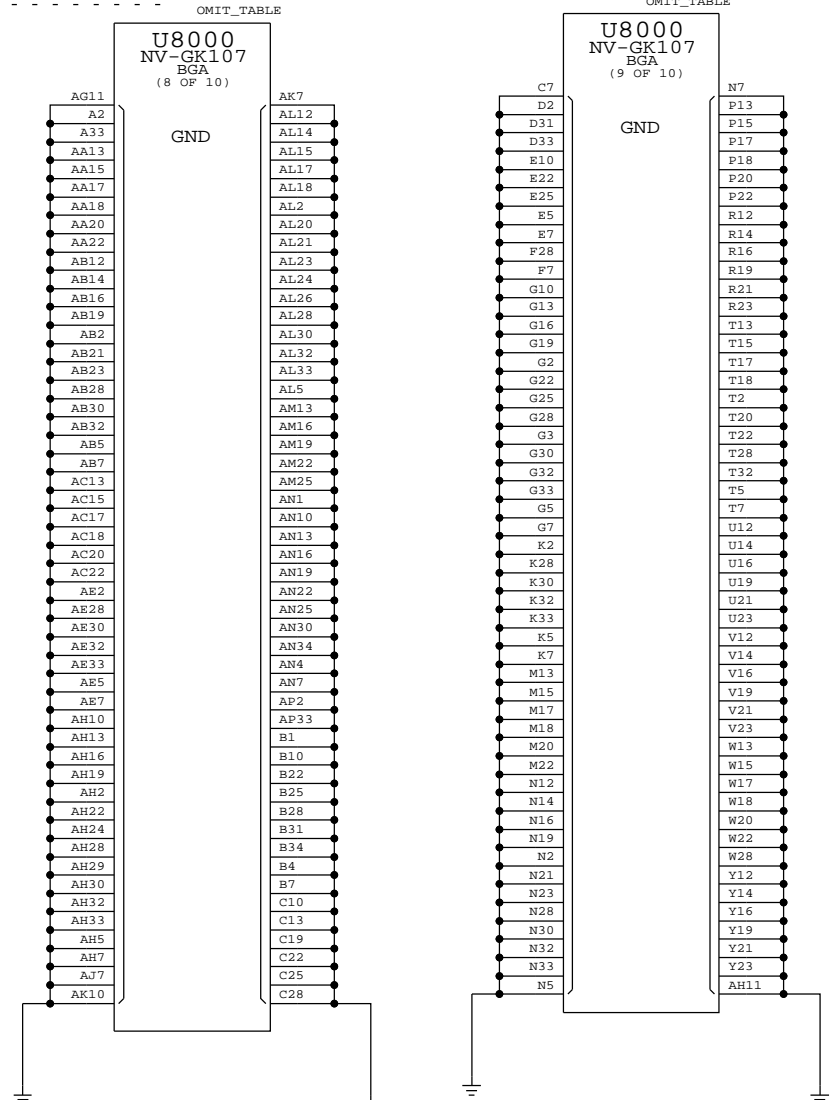 - - - - - - - -
OMIT_TABLE
U8000
NV-GK107
BGA
(8 OF 10)
GND
AG11
A2
A33
AA13
AA15
AA17
AA18
AA20
AA22
AB12
AB14
AB16
AB19
AB2
AB21
AB23
AB28
AB30
AB32
AB5
AB7
AC13
AC15
AC17
AC18
AC20
AC22
AE2
AE28
AE30
AE32
AE33
AE5
AE7
AH10
AH13
AH16
AH19
AH2
AH22
AH24
AH28
AH29
AH30
AH32
AH33
AH5
AH7
AJ7
AK10
AK7
AL12
AL14
AL15
AL17
AL18
AL2
AL20
AL21
AL23
AL24
AL26
AL28
AL30
AL32
AL33
AL5
AM13
AM16
AM19
AM22
AM25
AN1
AN10
AN13
AN16
AN19
AN22
AN25
AN30
AN34
AN4
AN7
AP2
AP33
B1
B10
B22
B25
B28
B31
B34
B4
B7
C10
C13
C19
C22
C25
C28
OMIT_TABLE
U8000
NV-GK107
BGA
(9 OF 10)
GND
C7
D2
D31
D33
E10
E22
E25
E5
E7
F28
F7
G10
G13
G16
G19
G2
G22
G25
G28
G3
G30
G32
G33
G5
G7
K2
K28
K30
K32
K33
K5
K7
M13
M15
M17
M18
M20
M22
N12
N14
N16
N19
N2
N21
N23
N28
N30
N32
N33
N5
N7
P13
P15
P17
P18
P20
P22
R12
R14
R16
R19
R21
R23
T13
T15
T17
T18
T2
T20
T22
T28
T32
T5
T7
U12
U14
U16
U19
U21
U23
V12
V14
V16
V19
V21
V23
W13
W15
W17
W18
W20
W22
W28
Y12
Y14
Y16
Y19
Y21
Y23
AH11